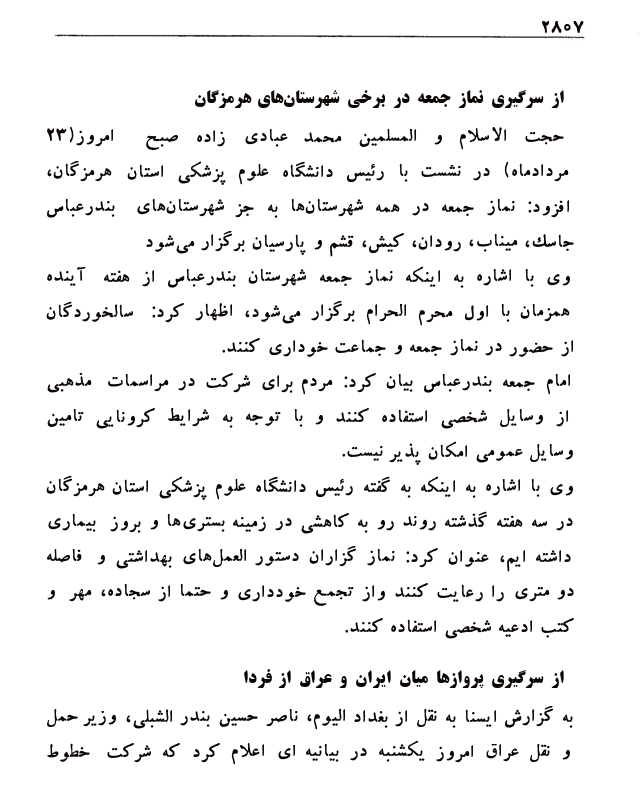 ۲۸۰۷
از سرگیری نماز جمعه در برخی شهرستان‌های هرمزگان
حجت الاسلام و المسلمین محمد عبادی زاده صبح امروز(۲۳
مردادماه) در نشست با رئیس دانشگاه علوم پزشکی استان هرمزگان،
افزود: نماز جمعه در همه شهرستان‌ها به جز شهرستان‌های بندرعباس
جاسك، میناب، رودان، کیش، قشم و پارسیان برگزار می‌شود
وی با اشاره به اینکه نماز جمعه شهرستان بندرعباس از هفته آینده
همزمان با اول محرم الحرام برگزار می‌شود، اظهار کرد: سالخوردگان
از حضور در نماز جمعه و جماعت خوداری کنند.
امام جمعه بندرعباس بیان کرد: مردم برای شرکت در مراسمات مذهبی
از وسایل شخصی استفاده کنند و با توجه به شرایط کرونایی تامین
وسایل عمومی امکان پذیر نیست.
وی با اشاره به اینکه به گفته رئیس دانشگاه علوم پزشکی استان هرمزگان
در سه هفته گذشته روند رو به کاهشی در زمینه بستری‌ها و بروز بیماری
داشته ایم، عنوان کرد: نماز گزاران دستور العمل‌های بهداشتی و فاصله
دو متری را رعایت کنند واز تجمع خودداری و حتما از سجاده، مهر و
کتب ادعیه شخصی استفاده کنند.
از سرگیری پروازها میان ایران و عراق از فردا
به گزارش ایسنا به نقل از بغداد الیوم، ناصر حسین بندر الشبلی، وزیر حمل
و نقل عراق امروز یکشنبه در بیانیه ای اعلام کرد که شرکت خطوط